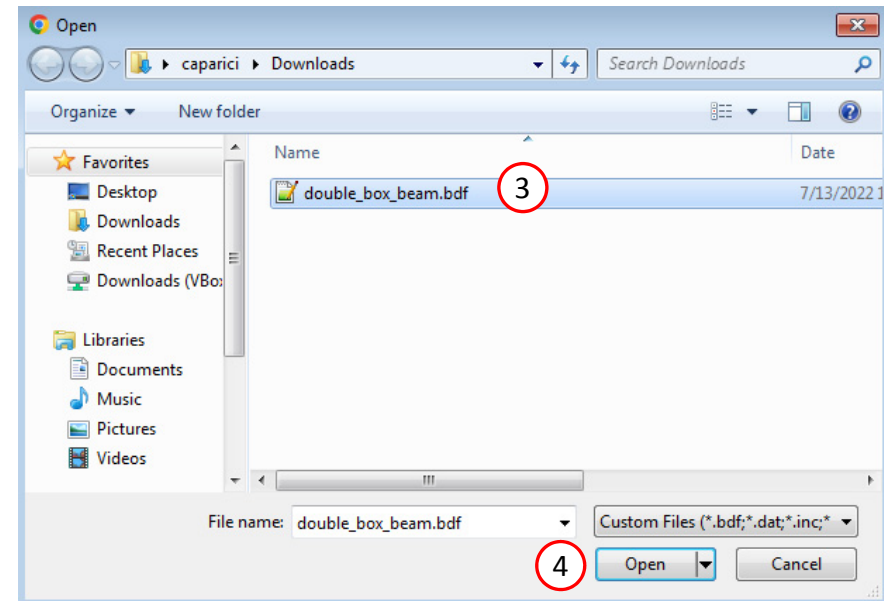 Open
caparici Downloads Search Downloads
Organize New folder
Name Date
Favorites
double_box_beam.bdf 3 7/13/2022 1
Desktop
Downloads
Recent Places
Downloads (VBo
Libraries
Documents
Music
Pictures
Videos
File name: double_box_beam.bdf Custom Files (*.bdf;*.dat;*.inc;*
4 Open Cancel